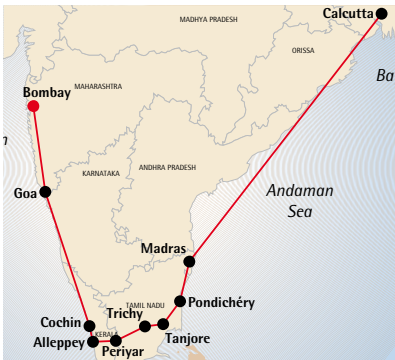 Calcutta
MADHYA PRADESH
ORISSA
Ba
Bombay
MAHARASHTRA
n
ANDHRA PRADESH
KARNATAKA
Goa
Andaman
Sea
Madras
TAMIL NADU
Pondichéry
Trichy
Cochin
KERALA
Tanjore
Alleppey
Periyar